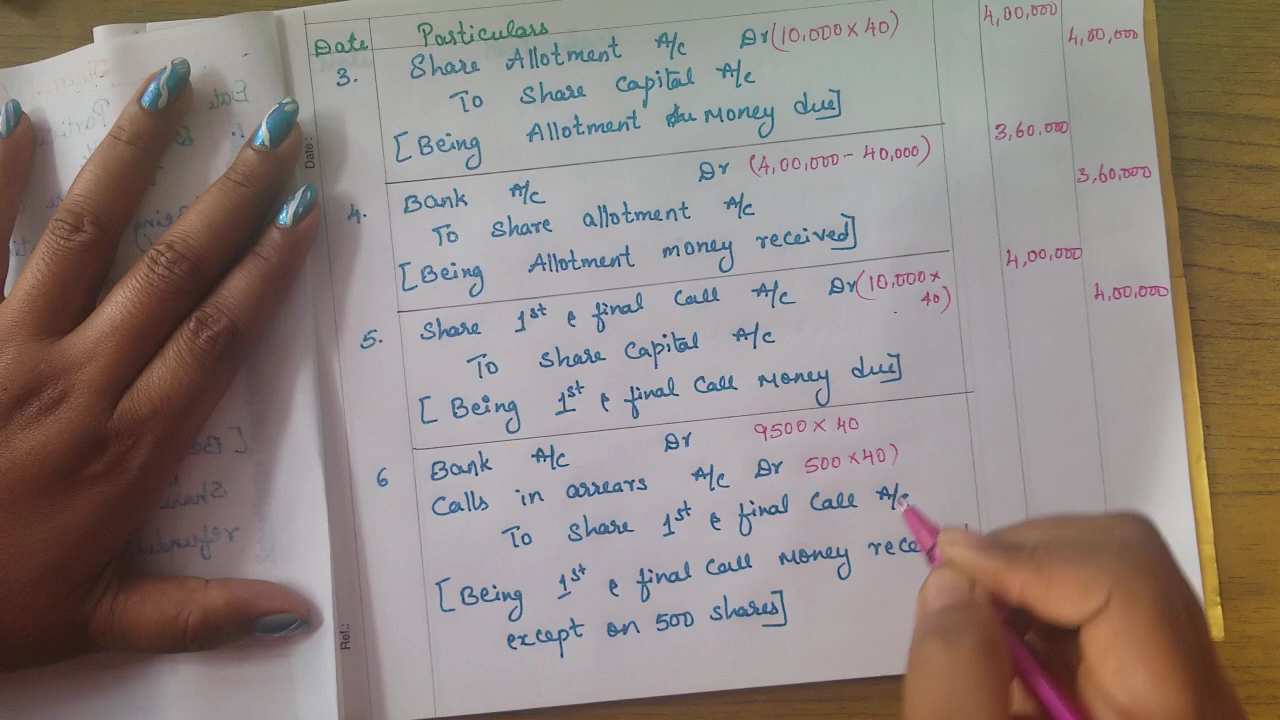 Date Particulars
3. Share Allotment A/c Dr (10,000 × 40) 4,00,000
To Share Capital A/c 4,00,000
[Being Allotment Money due]
4. Bank A/c Dr (4,00,000 - 40,000) 3,60,000
To Share allotment A/c 3,60,000
[Being Allotment money received]
5. Share 1st & final Call A/c Dr (10,000 × 40) 4,00,000
To Share Capital A/c 4,00,000
[Being 1st & final Call Money due]
6 Bank A/c Dr 9500 × 40
Calls in arrears A/c Dr 500 × 40)
To Share 1st & final Call A/c
[Being 1st & final Call Money rece
except on 500 shares]
Date:
Ref.: